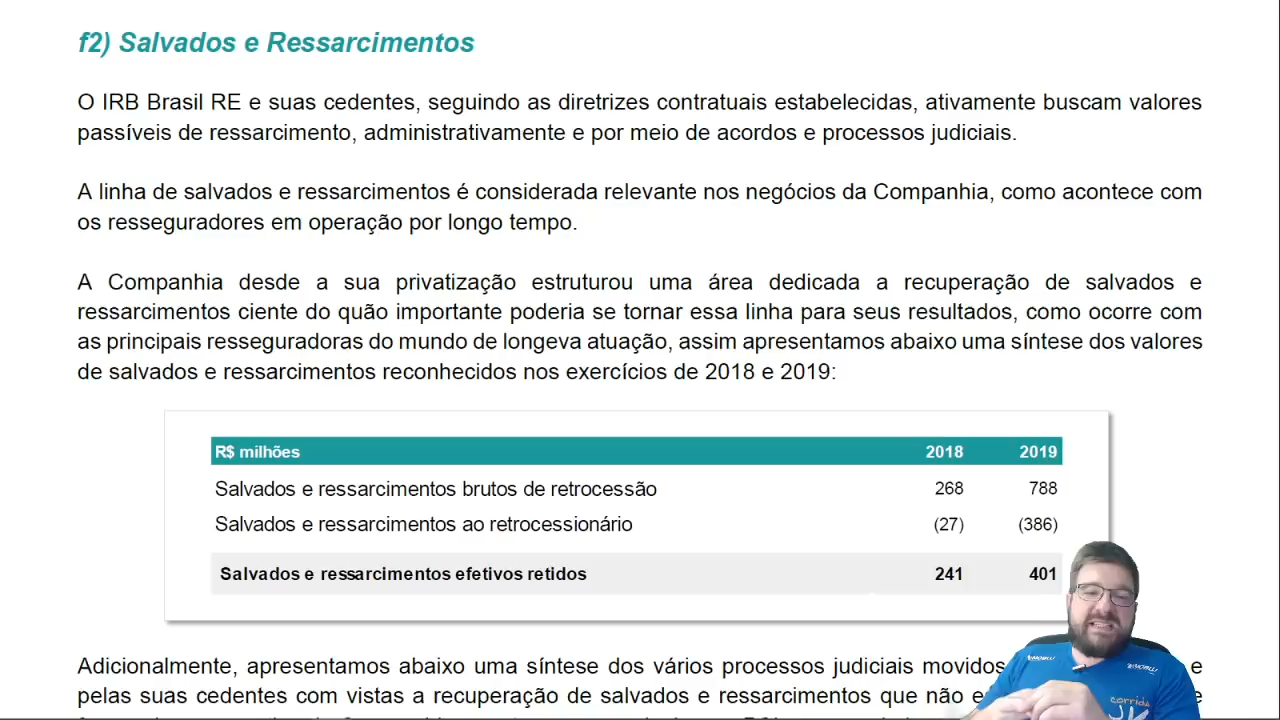 f2) Salvados e Ressarcimentos
O IRB Brasil RE e suas cedentes, seguindo as diretrizes contratuais estabelecidas, ativamente buscam valores
passíveis de ressarcimento, administrativamente e por meio de acordos e processos judiciais.
A linha de salvados e ressarcimentos é considerada relevante nos negócios da Companhia, como acontece com
os resseguradores em operação por longo tempo.
A Companhia desde a sua privatização estruturou uma área dedicada a recuperação de salvados e
ressarcimentos ciente do quão importante poderia se tornar essa linha para seus resultados, como ocorre com
as principais resseguradoras do mundo de longeva atuação, assim apresentamos abaixo uma síntese dos valores
de salvados e ressarcimentos reconhecidos nos exercícios de 2018 e 2019:
R$ milhões 2018 2019
Salvados e ressarcimentos brutos de retrocessão 268 788
Salvados e ressarcimentos ao retrocessionário (27) (386)
Salvados e ressarcimentos efetivos retidos 241 401
Adicionalmente, apresentamos abaixo uma síntese dos vários processos judiciais movidos e
pelas suas cedentes com vistas a recuperação de salvados e ressarcimentos que não
corrida